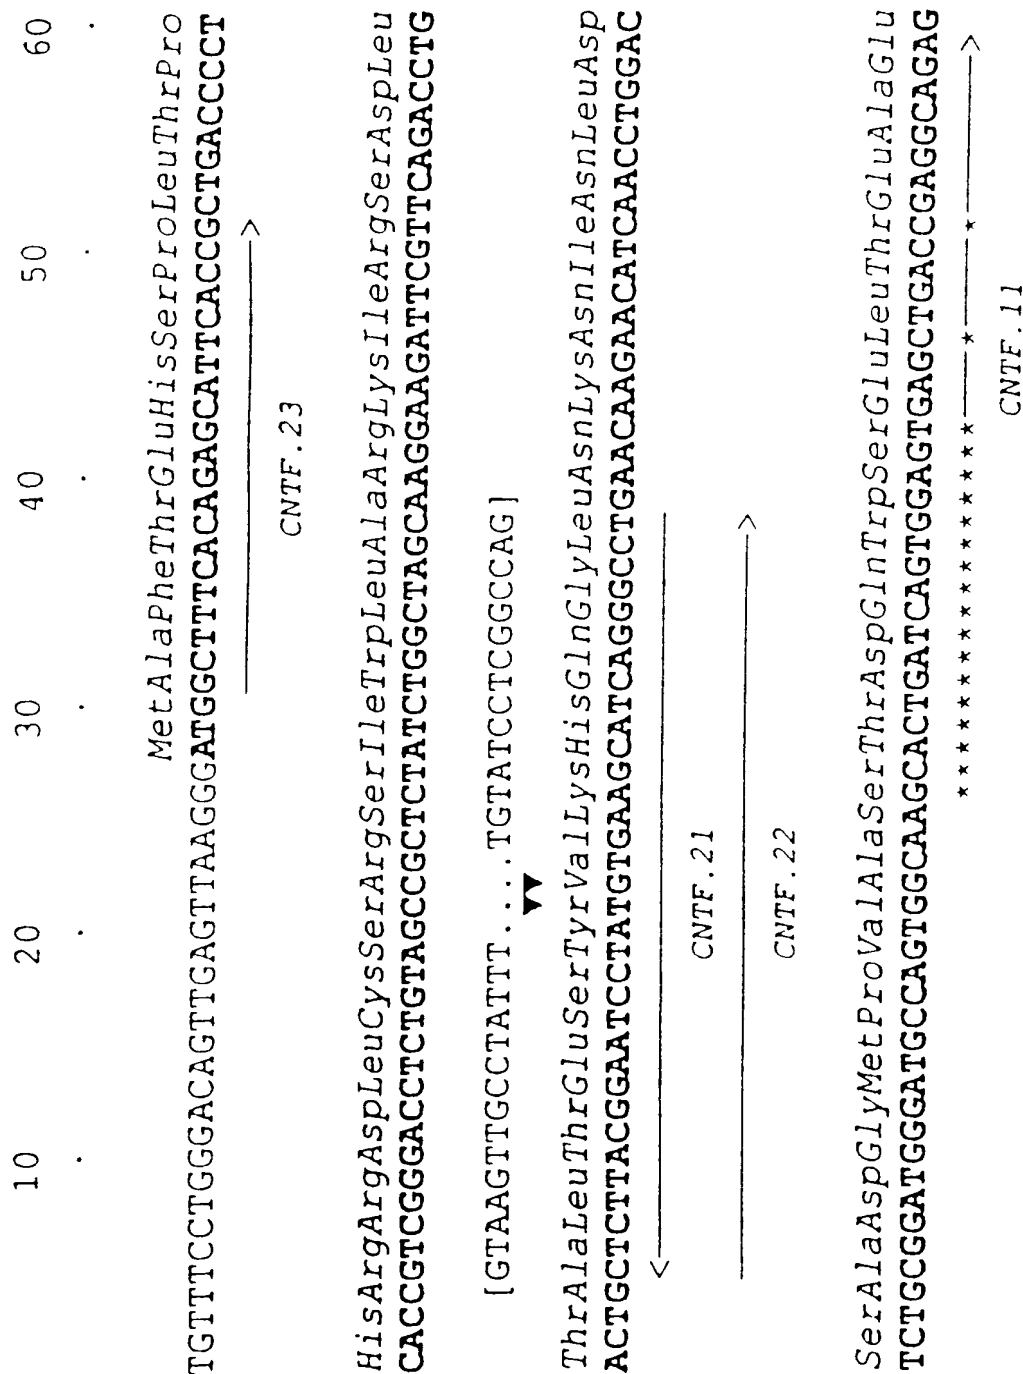 10 20 30 40 50 60
. . . . . .
MetAlaPheThrGluHisSerProLeuThrPro
TGTTTCCTGGGACAGTTGAGTTAAGGGATGGCTTTCACAGAGCATTCACCGCTGACCCCT
CNTF.23
HisArgArgAspLeuCysSerArgSerIleTrpLeuAlaArgLysIleArgSerAspLeu
CACCGTCGGGACCTCTGTAGCCGCTCTATCTGGCTAGCAAGGAAGATTCGTTCAGACCTG
[GTAAGTTGCCTATTT....TGTATCCTCGGCCAG]
ThrAlaLeuThrGluSerTyrValLysHisGlnGlyLeuAsnLysAsnIleAsnLeuAsp
ACTGCTCTTACGGAATCCTATGTGAAGCATCAGGGCCTGAACAAGAACATCAACCTGGAC
CNTF.21
CNTF.22
SerAlaAspGlyMetProValAlaSerThrAspGlnTrpSerGluLeuThrGluAlaGlu
TCTGCGGATGGGATGCCAGTGGCAAGCACTGATCAGTGGAGTGAGCTGACCGAGGCAGAG
CNTF.11